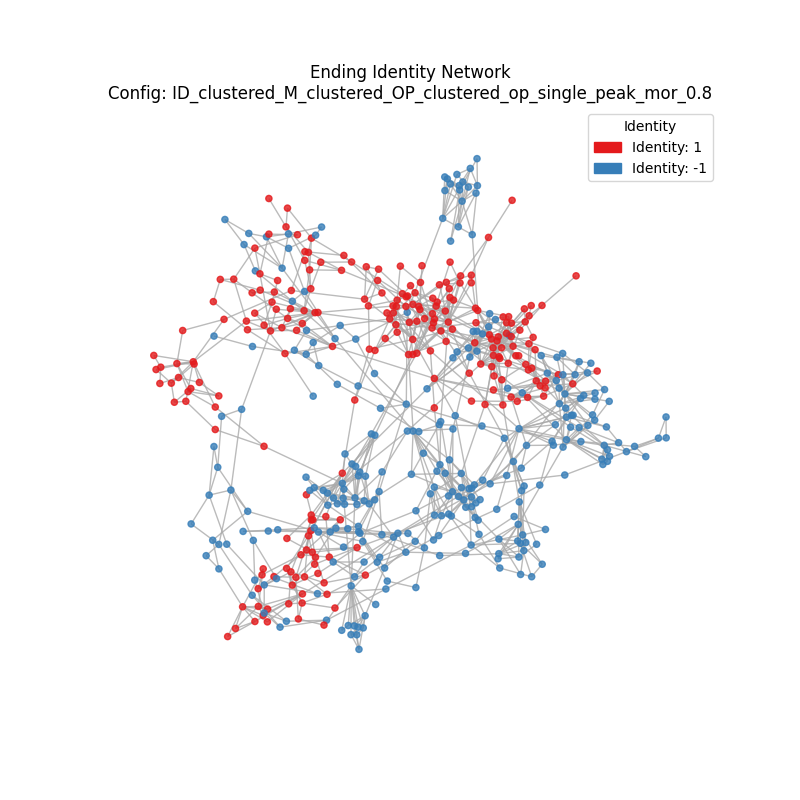 Ending Identity Network
Config: ID_clustered_M_clustered_OP_clustered_op_single_peak_mor_0.8
Identity
Identity: 1
Identity: -1